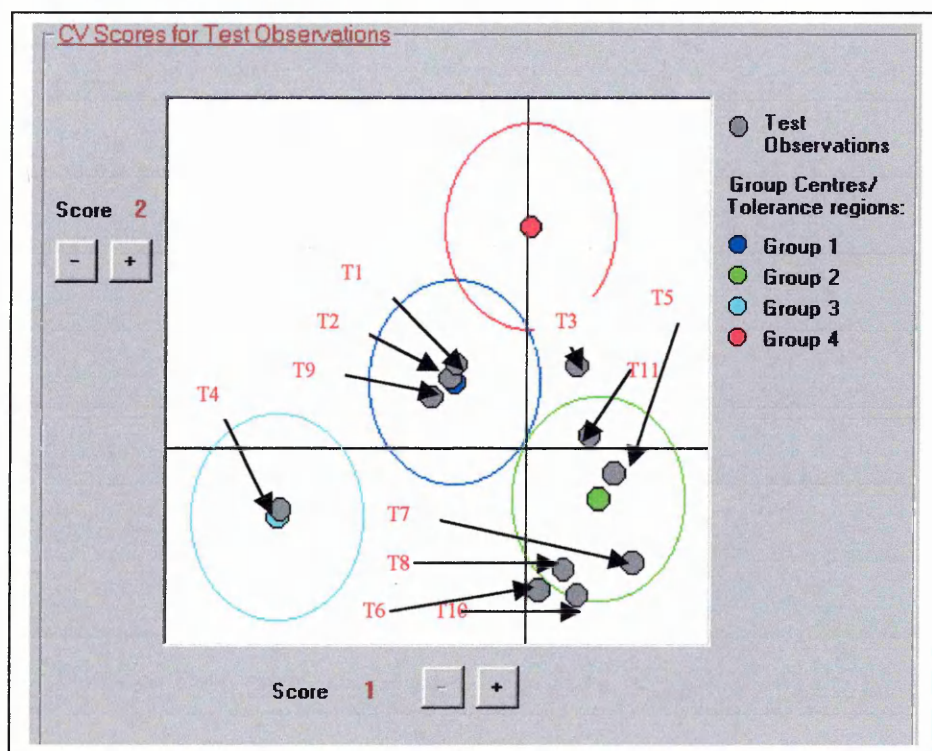 CV Scores for Test Observations
Test
Observations
Group Centres/
Tolerance regions:
Group 1
Group 2
Group 3
Group 4
Score 2
- +
T1
T2
T3
T5
T9
T11
T4
T7
T8
T6
T10
Score 1
- +